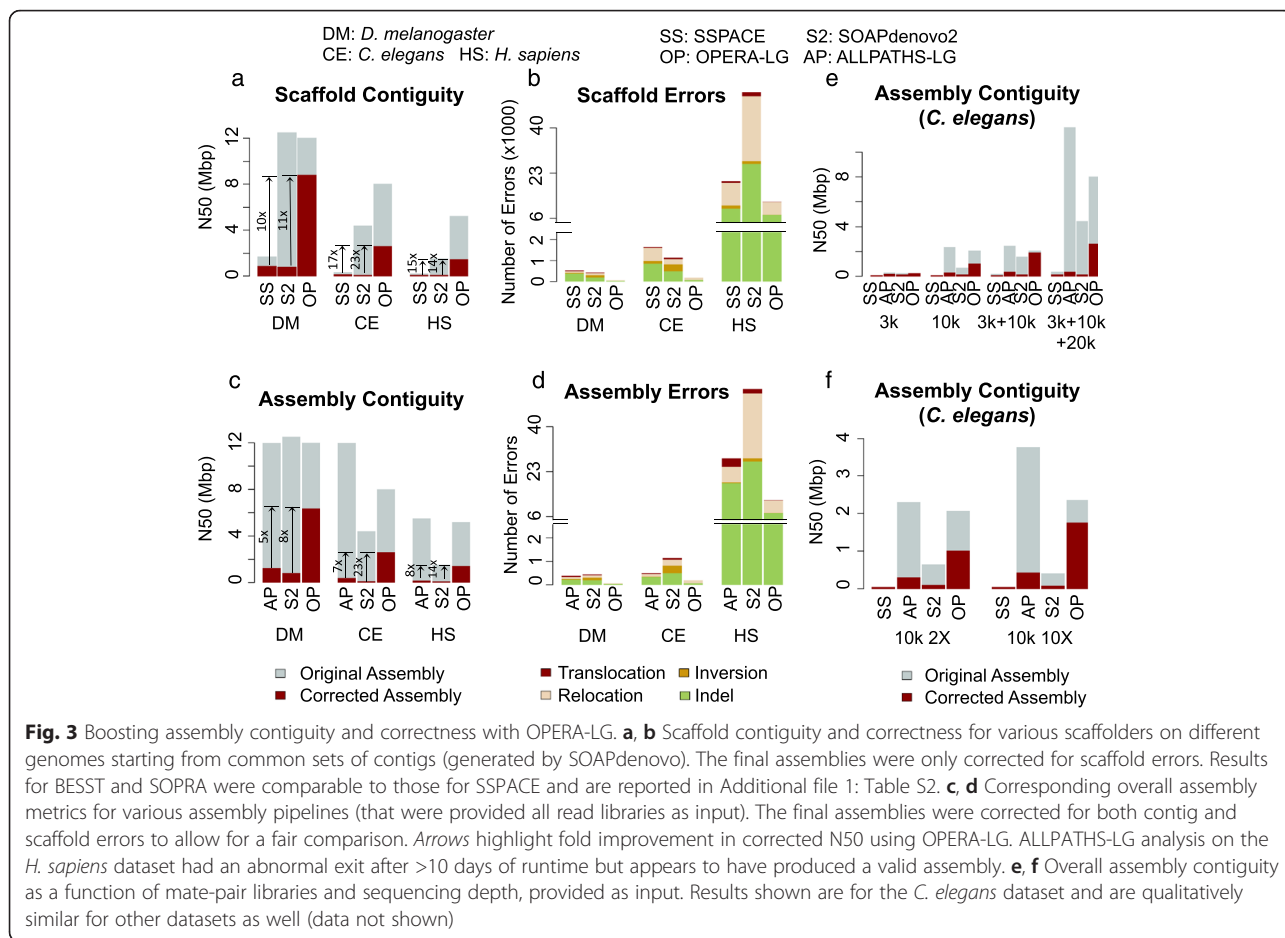 DM: D. melanogaster
CE: C. elegans HS: H. sapiens
SS: SSPACE S2: SOAPdenovo2
OP: OPERA-LG AP: ALLPATHS-LG
a
Scaffold Contiguity
N50 (Mbp)
12
8
4
0
10x
11x
17x
23x
15x
14x
SS S2 OP SS S2 OP SS S2 OP
DM CE HS
b
Scaffold Errors
Number of Errors (x1000)
40
23
6
2
1
0
SS S2 OP SS S2 OP SS S2 OP
DM CE HS
e
Assembly Contiguity
(C. elegans)
N50 (Mbp)
8
6
4
2
0
SS AP S2 OP SS AP S2 OP SS AP S2 OP SS AP S2 OP
3k 10k 3k+10k 3k+10k
+20k
c
Assembly Contiguity
N50 (Mbp)
12
8
4
0
5x
8x
7x
23x
8x
14x
AP S2 OP AP S2 OP AP S2 OP
DM CE HS
Original Assembly
Corrected Assembly
d
Assembly Errors
Number of Errors
40
23
6
2
1
0
AP S2 OP AP S2 OP AP S2 OP
DM CE HS
Translocation Inversion
Relocation Indel
f
Assembly Contiguity
(C. elegans)
N50 (Mbp)
4
3
2
1
0
SS AP S2 OP SS AP S2 OP
10k 2X 10k 10X
Original Assembly
Corrected Assembly
Fig. 3 Boosting assembly contiguity and correctness with OPERA-LG. a, b Scaffold contiguity and correctness for various scaffolders on different
genomes starting from common sets of contigs (generated by SOAPdenovo). The final assemblies were only corrected for scaffold errors. Results
for BESST and SOPRA were comparable to those for SSPACE and are reported in Additional file 1: Table S2. c, d Corresponding overall assembly
metrics for various assembly pipelines (that were provided all read libraries as input). The final assemblies were corrected for both contig and
scaffold errors to allow for a fair comparison. Arrows highlight fold improvement in corrected N50 using OPERA-LG. ALLPATHS-LG analysis on the
H. sapiens dataset had an abnormal exit after >10 days of runtime but appears to have produced a valid assembly. e, f Overall assembly contiguity
as a function of mate-pair libraries and sequencing depth, provided as input. Results shown are for the C. elegans dataset and are qualitatively
similar for other datasets as well (data not shown)